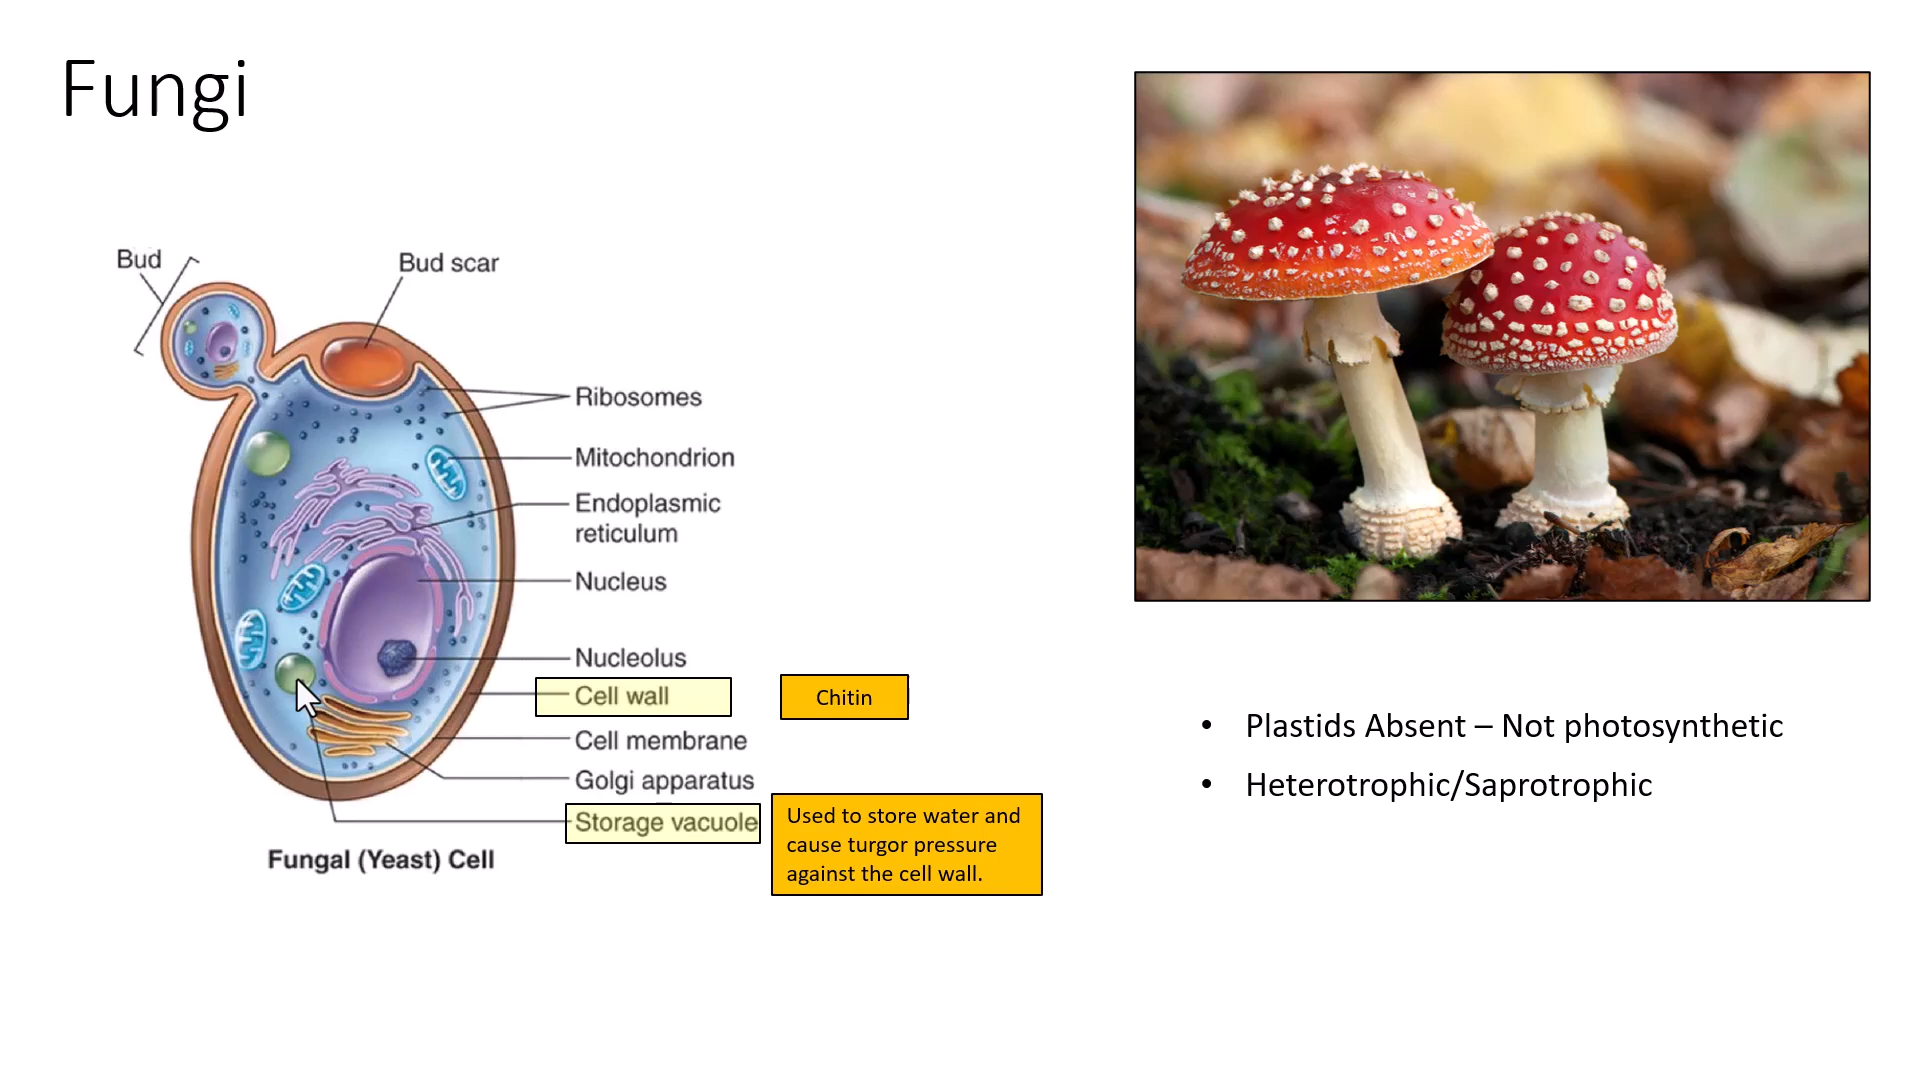 Fungi
Bud
Bud scar
Ribosomes
Mitochondrion
Endoplasmic
reticulum
Nucleus
Nucleolus
Cell wall
Chitin
Cell membrane
Golgi apparatus
Storage vacuole
Used to store water and
cause turgor pressure
against the cell wall.
Fungal (Yeast) Cell
• Plastids Absent – Not photosynthetic
• Heterotrophic/Saprotrophic